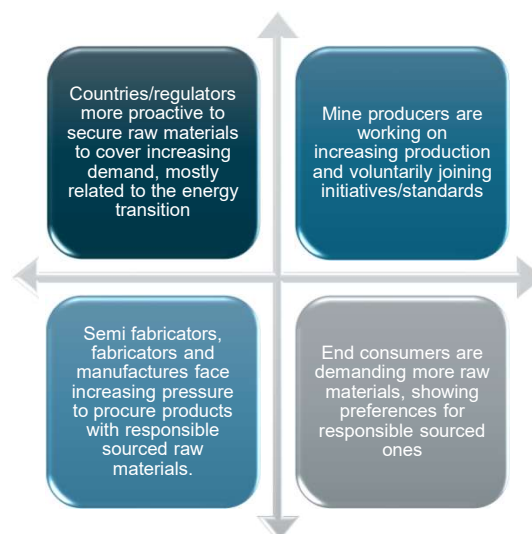 Countries/regulators
more proactive to
secure raw materials
to cover increasing
demand, mostly
related to the energy
transition
Mine producers are
working on
increasing production
and voluntarily joining
initiatives/standards
Semi fabricators,
fabricators and
manufactures face
increasing pressure
to procure products
with responsible
sourced raw
materials.
End consumers are
demanding more raw
materials, showing
preferences for
responsible sourced
ones